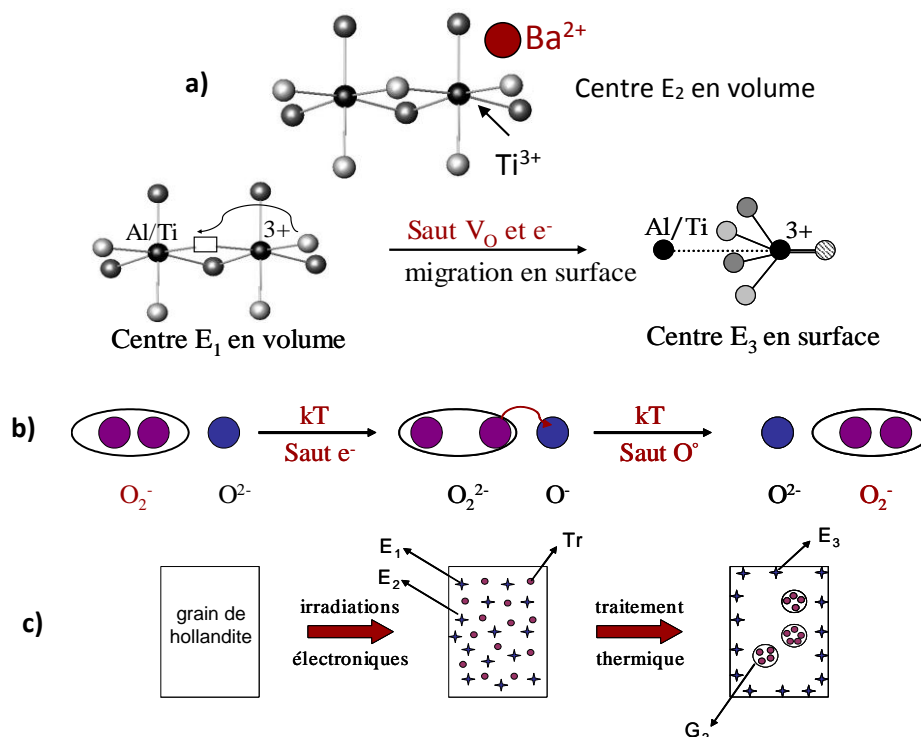 a)
Ba²⁺
Centre E₂ en volume
Ti³⁺
Al/Ti
3+
Saut V_O et e-
migration en surface
Al/Ti
3+
Centre E₁ en volume
Centre E₃ en surface
b)
kT
Saut e-
kT
Saut O°
O₂⁻
O²⁻
O₂²⁻
O⁻
O²⁻
O₂⁻
c)
grain de
hollandite
irradiations
électroniques
E₁
E₂
Tr
traitement
thermique
E₃